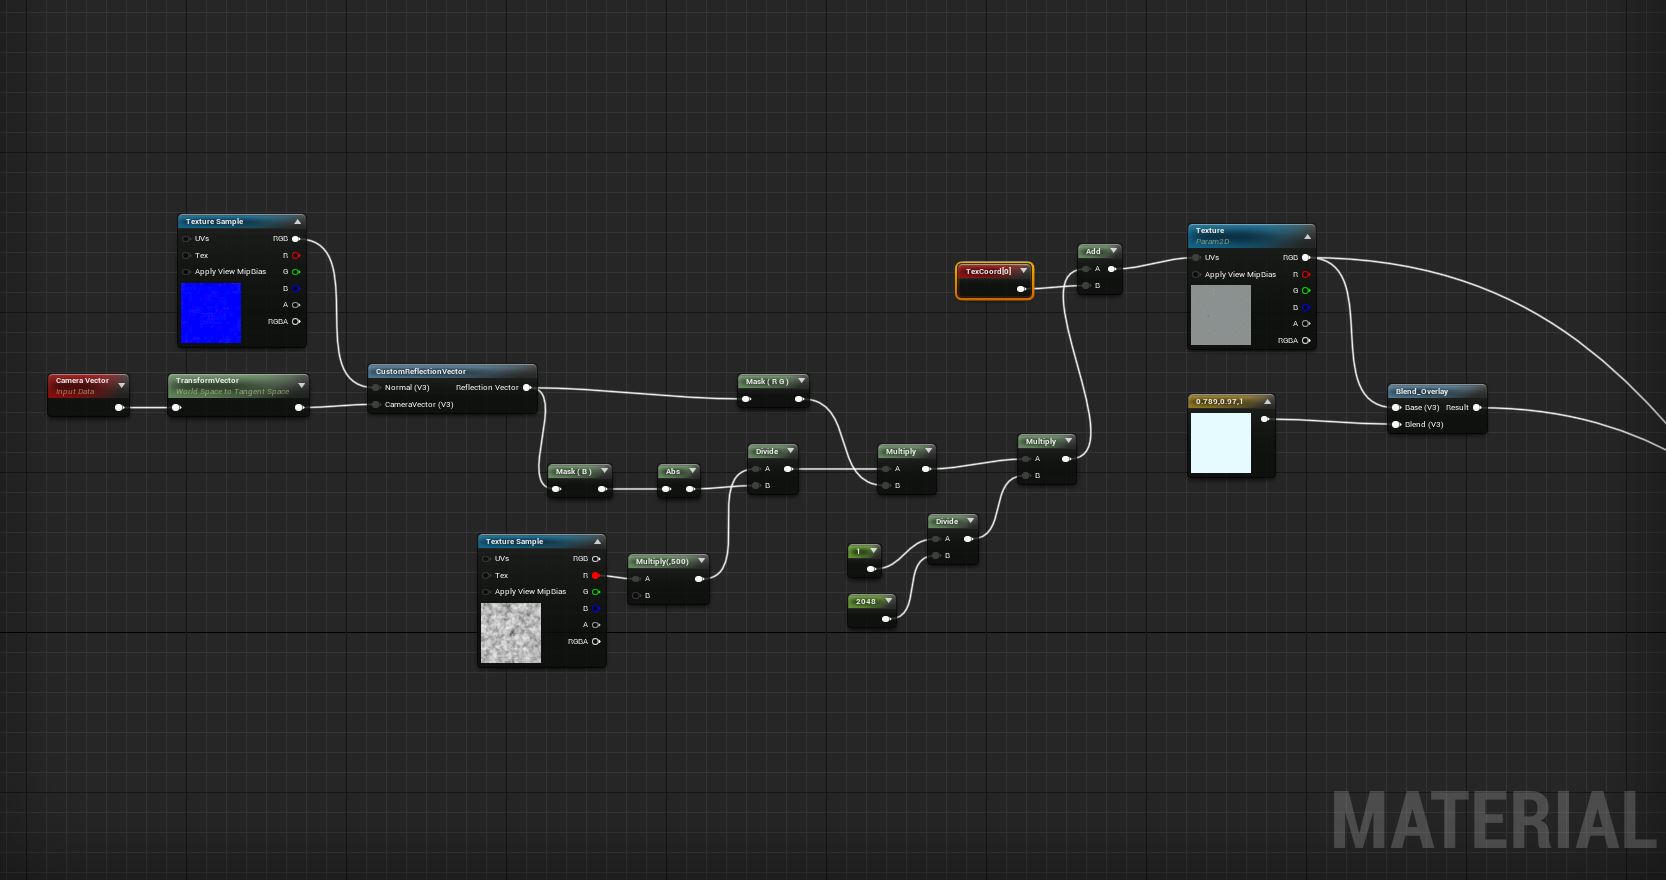 Texture Sample
UVs RGB
Tex R
Apply View MipBias G
B
A
RGBA
Camera Vector
Input Data
TransformVector
World Space to Tangent Space
CustomReflectionVector
Normal (V3) Reflection Vector
CameraVector (V3)
Mask ( R G )
Mask ( B )
Abs
Divide
A
B
Multiply
A
B
Texture Sample
UVs RGB
Tex R
Apply View MipBias G
B
A
RGBA
Multiply(,500)
A
B
1
2048
Divide
A
B
Multiply
A
B
TexCoord[0]
Add
A
B
Texture
Param2D
UVs RGB
Apply View MipBias R
G
B
A
RGBA
0.789,0.97,1
Blend_Overlay
Base (V3) Result
Blend (V3)
MATERIAL